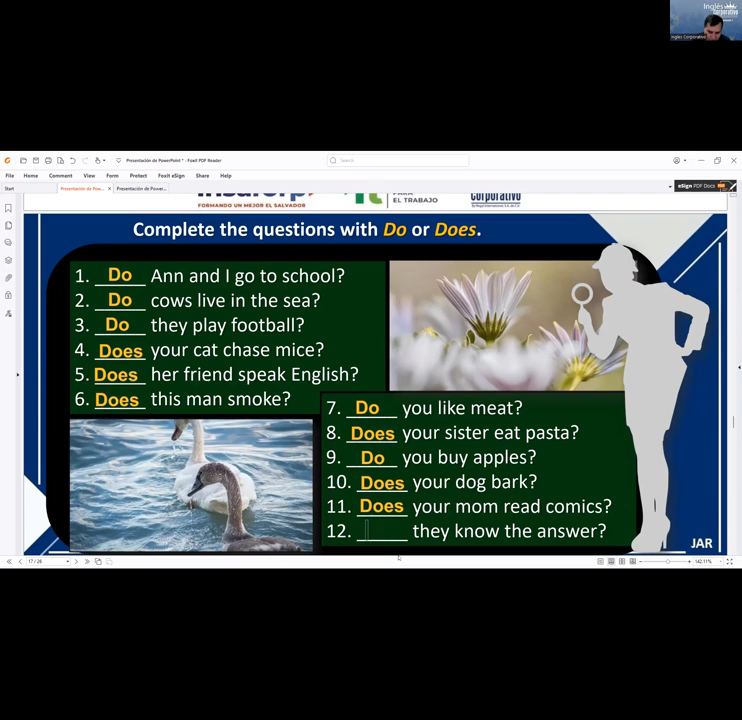 Inglés
Corporativo
Inglés Corporativo
Presentación de PowerPoint * - Foxit PDF Reader
Search
File Home Comment View Form Protect Foxit eSign Share Help
Start
Presentación de Pow...
Presentación de Power...
eSign PDF Docs
FORMANDO UN MEJOR EL SALVADOR
PARA
EL TRABAJO
corporativo
Complete the questions with Do or Does.
1. Do Ann and I go to school?
2. Do cows live in the sea?
3. Do they play football?
4. Does your cat chase mice?
5. Does her friend speak English?
6. Does this man smoke?
7. Do you like meat?
8. Does your sister eat pasta?
9. Do you buy apples?
10. Does your dog bark?
11. Does your mom read comics?
12. ______ they know the answer?
JAR
17 / 26
142.11%